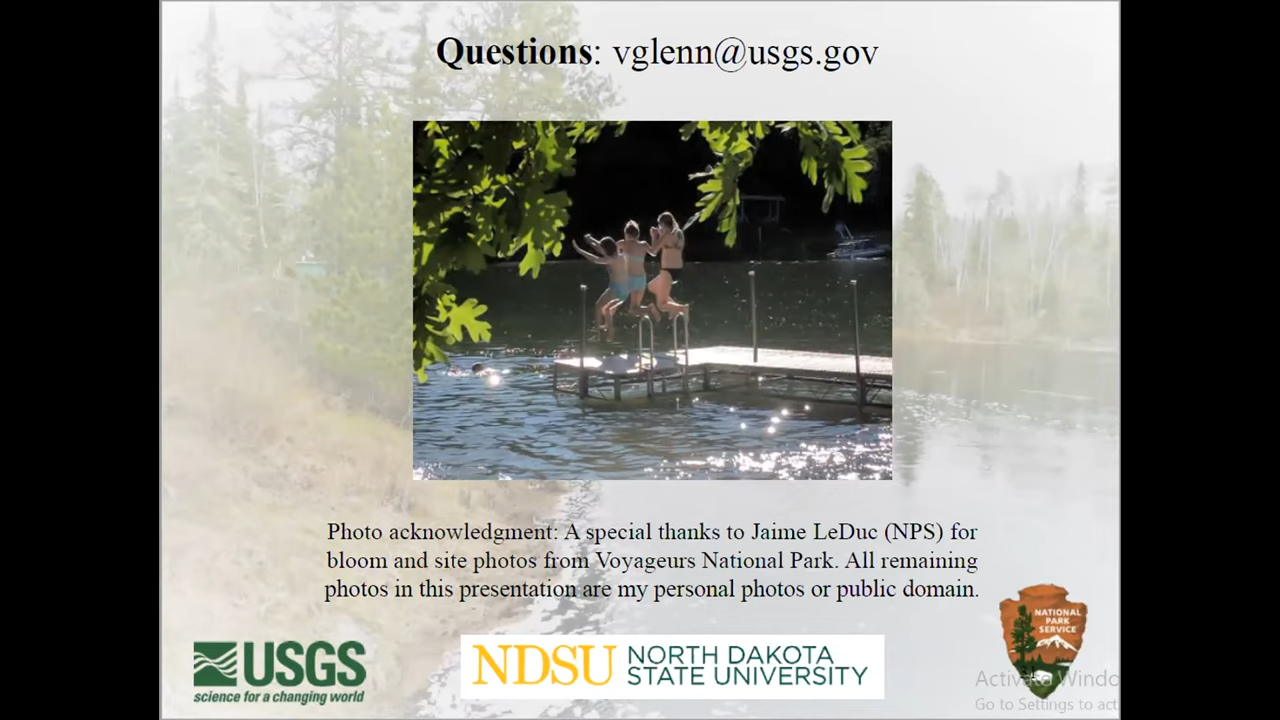 Questions: vglenn@usgs.gov
Photo acknowledgment: A special thanks to Jaime LeDuc (NPS) for
bloom and site photos from Voyageurs National Park. All remaining
photos in this presentation are my personal photos or public domain.
NATIONAL
PARK
SERVICE
USGS
science for a changing world
NDSU
NORTH DAKOTA
STATE UNIVERSITY
Activate Windo
Go to Settings to act